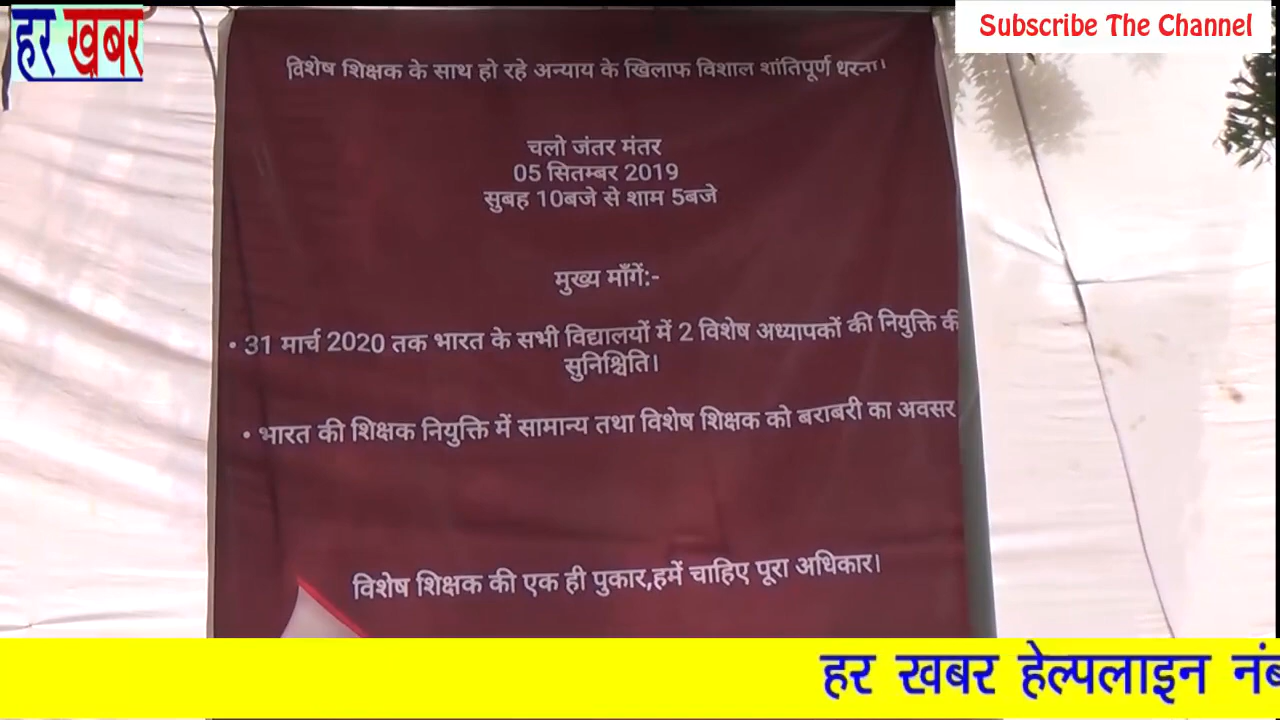 हर खबर
Subscribe The Channel
विशेष शिक्षक के साथ हो रहे अन्याय के खिलाफ विशाल शांतिपूर्ण धरना।
चलो जंतर मंतर
05 सितम्बर 2019
सुबह 10बजे से शाम 5बजे
मुख्य माँगें:-
• 31 मार्च 2020 तक भारत के सभी विद्यालयों में 2 विशेष अध्यापकों की नियुक्ति की
सुनिश्चिति।
• भारत की शिक्षक नियुक्ति में सामान्य तथा विशेष शिक्षक को बराबरी का अवसर
विशेष शिक्षक की एक ही पुकार,हमें चाहिए पूरा अधिकार।
हर खबर हेल्पलाइन